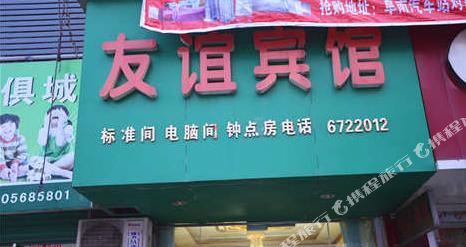 抢购地址：阜南汽车站对
友谊宾馆
俱城
标准间 电脑间 钟点房电话 6722012
05685801
携程旅行
携程旅行